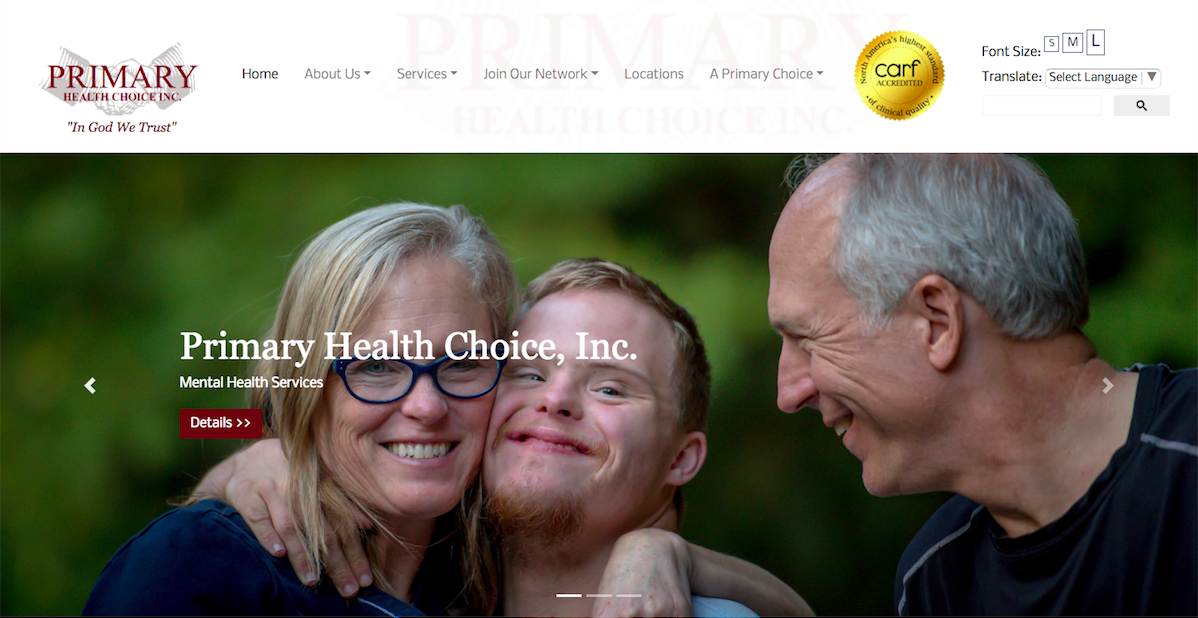 PRIMARY
HEALTH CHOICE INC.
"In God We Trust"
PRIMARY
HEALTH CHOICE INC.
Home
About Us
Services
Join Our Network
Locations
A Primary Choice
North America's highest standard
carf
ACCREDITED
• of clinical quality •
Font Size: S M L
Translate: Select Language ▼
Primary Health Choice, Inc.
Mental Health Services
Details >>